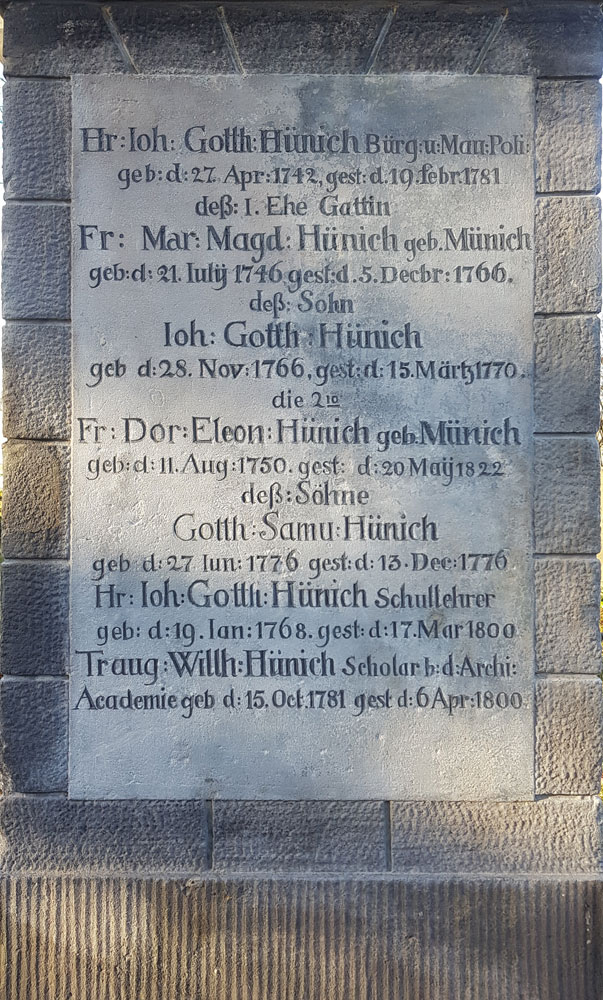 Hr: Ioh: Gotth: Hünich Bürg: u: Mau: Poli:
geb: d: 27. Apr: 1742, gest: d. 19. febr. 1781
deß: I. Ehe Gattin
Fr: Mar: Magd: Hünich geb. Münich
geb: d: 21. Iulij 1746 gest: d. 5. Decbr: 1766.
deß: Sohn
Ioh: Gotth: Hünich
geb d: 28. Nov: 1766, gest: d: 15. Märtz 1770.
die 2te
Fr: Dor: Eleon: Hünich geb. Münich
geb: d: 11. Aug: 1750. gest: d: 20 Maij 1822
deß: Söhne
Gotth: Samu: Hünich
geb: d: 27 Iun: 1776 gest: d: 13. Dec: 1776
Hr: Ioh: Gotth: Hünich Schullehrer
geb: d: 19. Ian: 1768. gest: d: 17. Mar 1800
Traug: Willh: Hünich Scholar b: d: Archi:
Academie geb d: 15. Oct. 1781 gest d: 6 Apr: 1800.